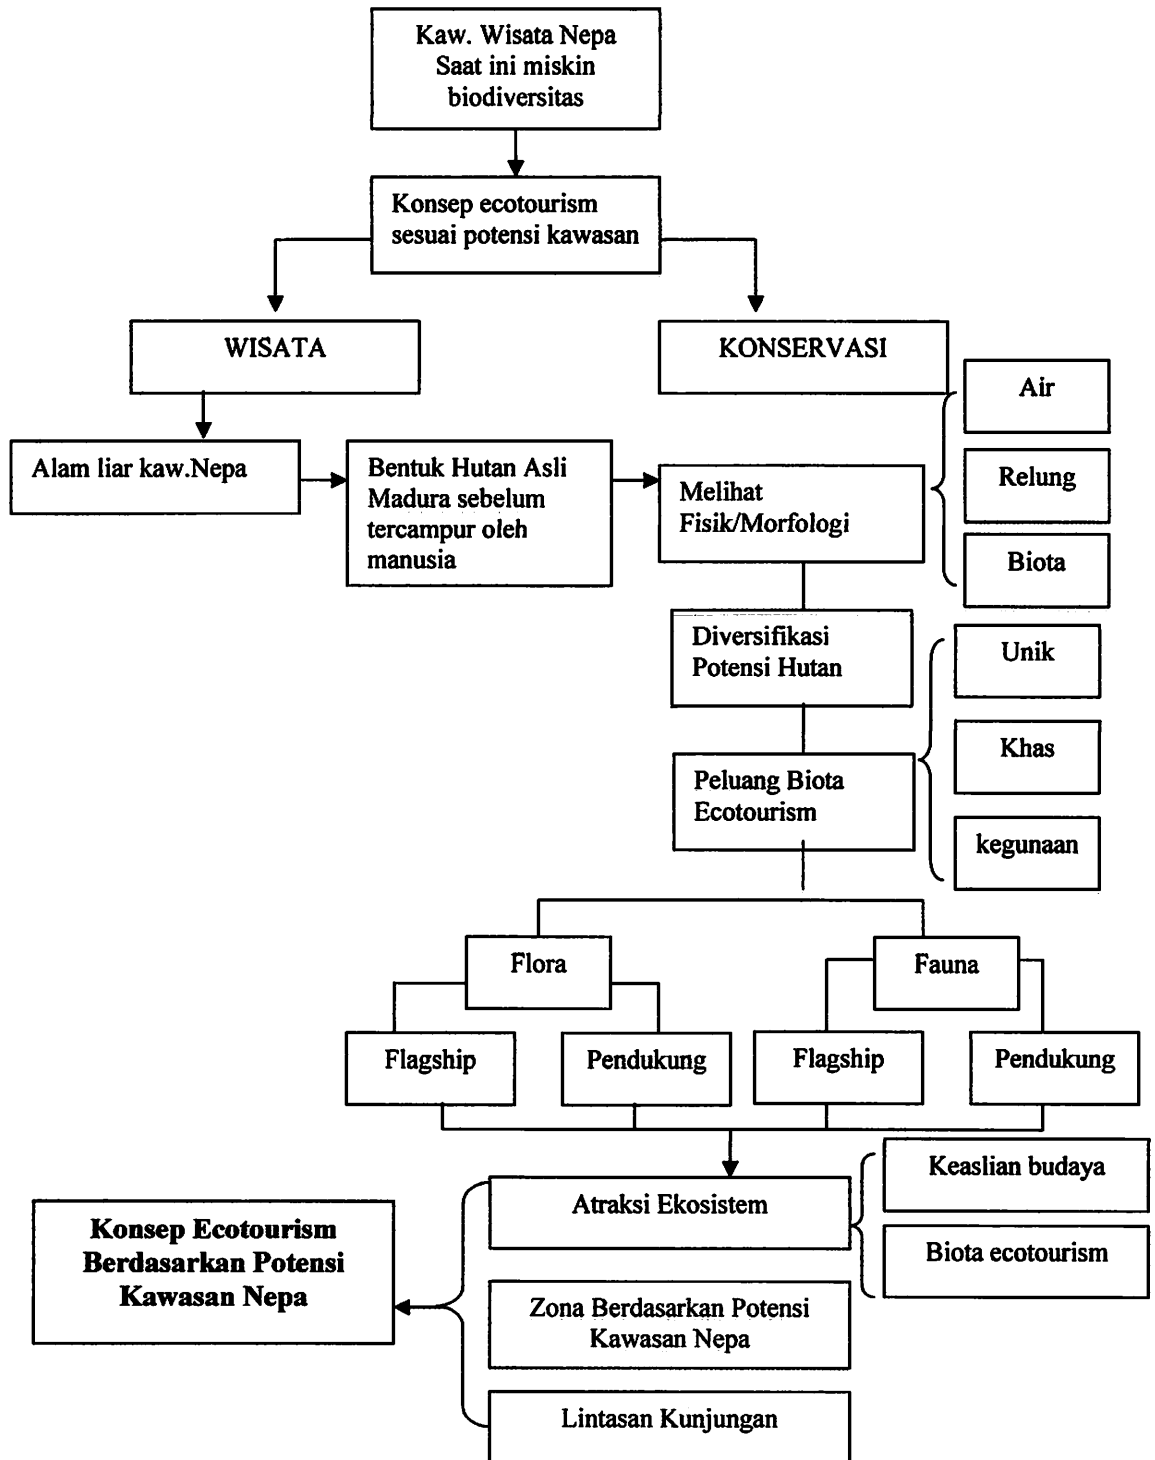 Kaw. Wisata Nepa
Saat ini miskin
biodiversitas
Konsep ecotourism
sesuai potensi kawasan
WISATA
KONSERVASI
Air
Alam liar kaw.Nepa
Bentuk Hutan Asli
Madura sebelum
tercampur oleh
manusia
Melihat
Fisik/Morfologi
Relung
Biota
Diversifikasi
Potensi Hutan
Unik
Khas
Peluang Biota
Ecotourism
kegunaan
Flora
Fauna
Flagship
Pendukung
Flagship
Pendukung
Keaslian budaya
Atraksi Ekosistem
Biota ecotourism
Konsep Ecotourism
Berdasarkan Potensi
Kawasan Nepa
Zona Berdasarkan Potensi
Kawasan Nepa
Lintasan Kunjungan